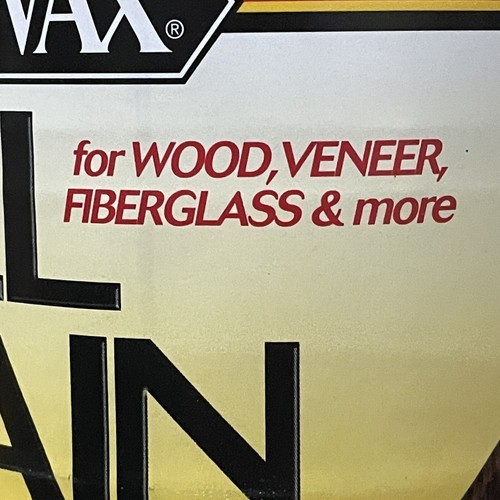 WAX®
for WOOD, VENEER,
FIBERGLASS & more